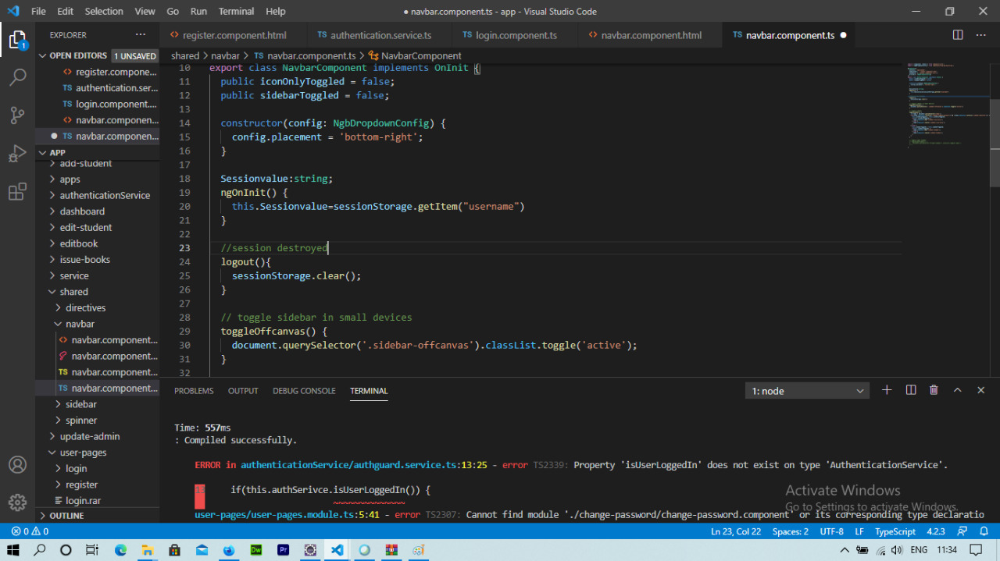 File Edit Selection View Go Run Terminal Help
● navbar.component.ts - app - Visual Studio Code
EXPLORER
register.component.html
TS authentication.service.ts
TS login.component.ts
navbar.component.html
TS navbar.component.ts
OPEN EDITORS 1 UNSAVED
register.compone...
TS authentication.ser...
TS login.component...
navbar.component...
● TS navbar.component...
APP
add-student
apps
authenticationService
dashboard
edit-student
editbook
issue-books
service
shared
directives
navbar
navbar.component...
navbar.component...
TS navbar.component...
TS navbar.component...
sidebar
spinner
update-admin
user-pages
login
register
login.rar
OUTLINE
shared > navbar > TS navbar.component.ts > NavbarComponent
10 export class NavbarComponent implements OnInit {
11 public iconOnlyToggled = false;
12 public sidebarToggled = false;
13
14 constructor(config: NgbDropdownConfig) {
15 config.placement = 'bottom-right';
16 }
17
18 Sessionvalue:string;
19 ngOnInit() {
20 this.Sessionvalue=sessionStorage.getItem("username")
21 }
22
23 //session destroyed
24 logout(){
25 sessionStorage.clear();
26 }
27
28 // toggle sidebar in small devices
29 toggleOffcanvas() {
30 document.querySelector('.sidebar-offcanvas').classList.toggle('active');
31 }
32
PROBLEMS OUTPUT DEBUG CONSOLE TERMINAL
1: node
Time: 557ms
: Compiled successfully.
ERROR in authenticationService/authguard.service.ts:13:25 - error TS2339: Property 'isUserLoggedIn' does not exist on type 'AuthenticationService'.
13 if(this.authSerivce.isUserLoggedIn()) {
~~~~~~~~~~~~~~
user-pages/user-pages.module.ts:5:41 - error TS2307: Cannot find module './change-password/change-password.component' or its corresponding type declaratio
Activate Windows
Go to Settings to activate Windows.
0 0
Ln 23, Col 22 Spaces: 2 UTF-8 LF TypeScript 4.2.3
1
Dw
Pr
ENG 11:34